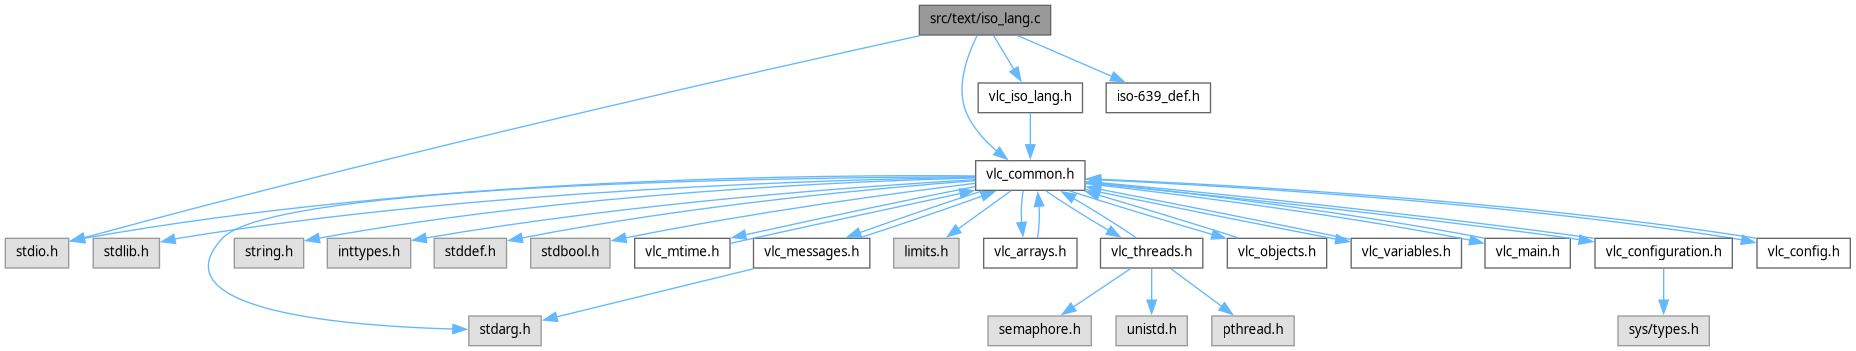 src/text/iso_lang.c
vlc_iso_lang.h
iso-639_def.h
vlc_common.h
stdio.h
stdlib.h
string.h
inttypes.h
stddef.h
stdbool.h
vlc_mtime.h
vlc_messages.h
limits.h
vlc_arrays.h
vlc_threads.h
vlc_objects.h
vlc_variables.h
vlc_main.h
vlc_configuration.h
vlc_config.h
stdarg.h
semaphore.h
unistd.h
pthread.h
sys/types.h